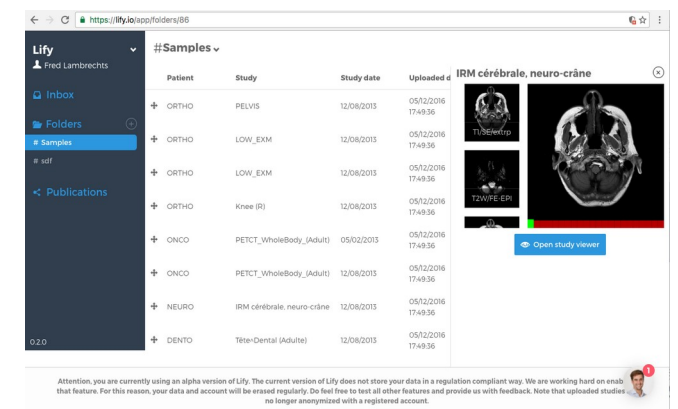 https://lify.io/app/folders/86
Lify
Fred Lambrechts
Inbox
Folders
# Samples
# sdf
Publications
0.2.0
#Samples
Patient Study Study date Uploaded d
ORTHO PELVIS 12/08/2013 05/12/2016
17:49:36
ORTHO LOW_EXM 12/08/2013 05/12/2016
17:49:36
ORTHO LOW_EXM 12/08/2013 05/12/2016
17:49:36
ORTHO Knee (R) 12/08/2013 05/12/2016
17:49:36
ONCO PETCT_WholeBody_(Adult) 05/02/2013 05/12/2016
17:49:36
ONCO PETCT_WholeBody_(Adult) 12/08/2013 05/12/2016
17:49:36
NEURO IRM cérébrale, neuro-crâne 12/08/2013 05/12/2016
17:49:36
DENTO Tête=Dental (Adulte) 12/08/2013 05/12/2016
17:49:36
IRM cérébrale, neuro-crâne
T1/SE/extrp
T2W/FE-EPI
Open study viewer
Attention, you are currently using an alpha version of Lify. The current version of Lify does not store your data in a regulation compliant way. We are working hard on enab
that feature. For this reason, your data and account will be erased regularly. Do feel free to test all other features and provide us with feedback. Note that uploaded studies
no longer anonymized with a registered account.
1